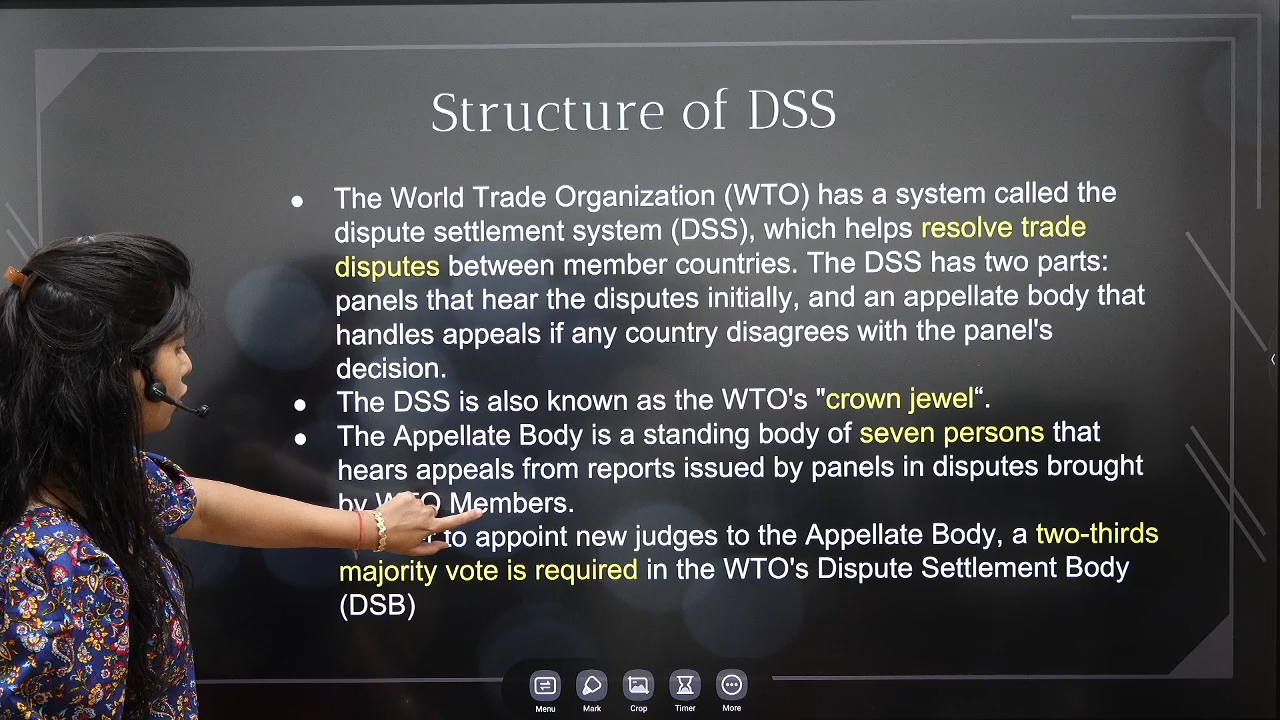 Structure of DSS
● The World Trade Organization (WTO) has a system called the
dispute settlement system (DSS), which helps resolve trade
disputes between member countries. The DSS has two parts:
panels that hear the disputes initially, and an appellate body that
handles appeals if any country disagrees with the panel's
decision.
● The DSS is also known as the WTO's "crown jewel“.
● The Appellate Body is a standing body of seven persons that
hears appeals from reports issued by panels in disputes brought
by WTO Members.
to appoint new judges to the Appellate Body, a two-thirds
majority vote is required in the WTO's Dispute Settlement Body
(DSB)
Menu Mark Crop Timer More